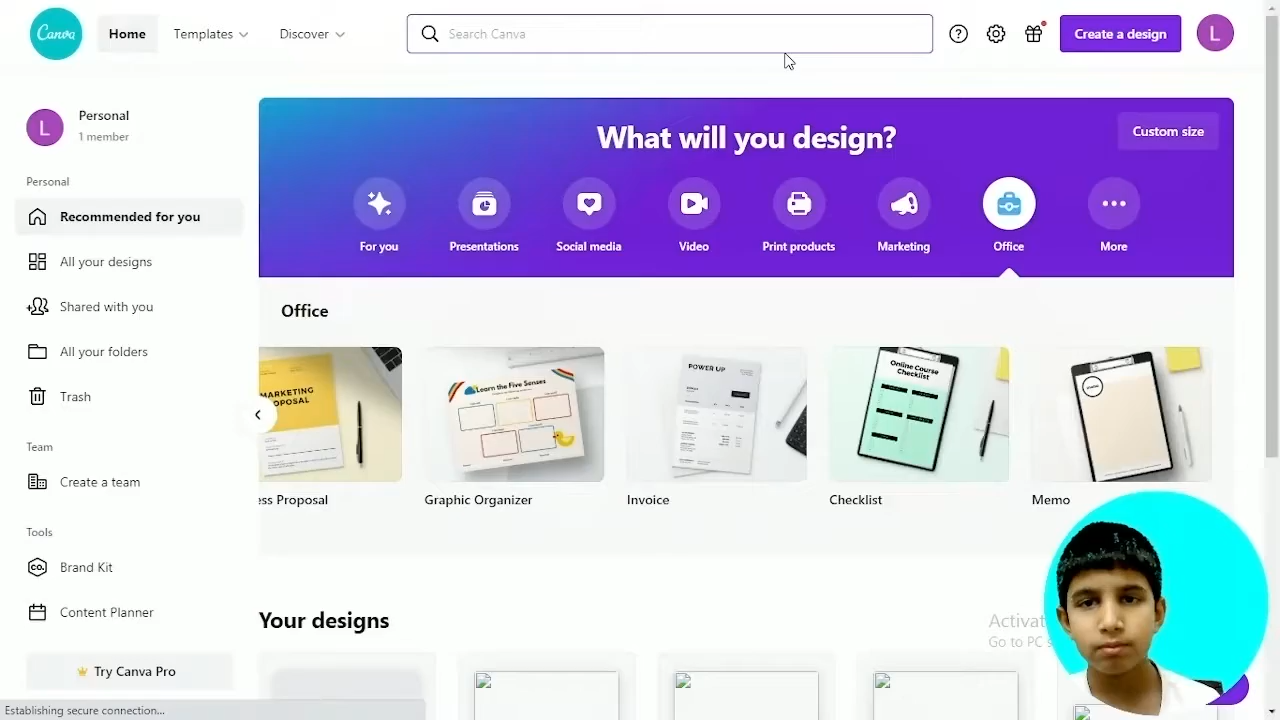 Canva
Home
Templates
Discover
Search Canva
Create a design
L
L
Personal
1 member
Personal
Recommended for you
All your designs
Shared with you
All your folders
Trash
Team
Create a team
Tools
Brand Kit
CO.
Content Planner
Try Canva Pro
What will you design?
Custom size
For you
Presentations
Social media
Video
Print products
Marketing
Office
More
Office
MARKETING
PROPOSAL
Learn the Five Senses
POWER UP
Online Course
Checklist
ess Proposal
Graphic Organizer
Invoice
Checklist
Memo
Your designs
Activat
Go to PC s
Establishing secure connection...